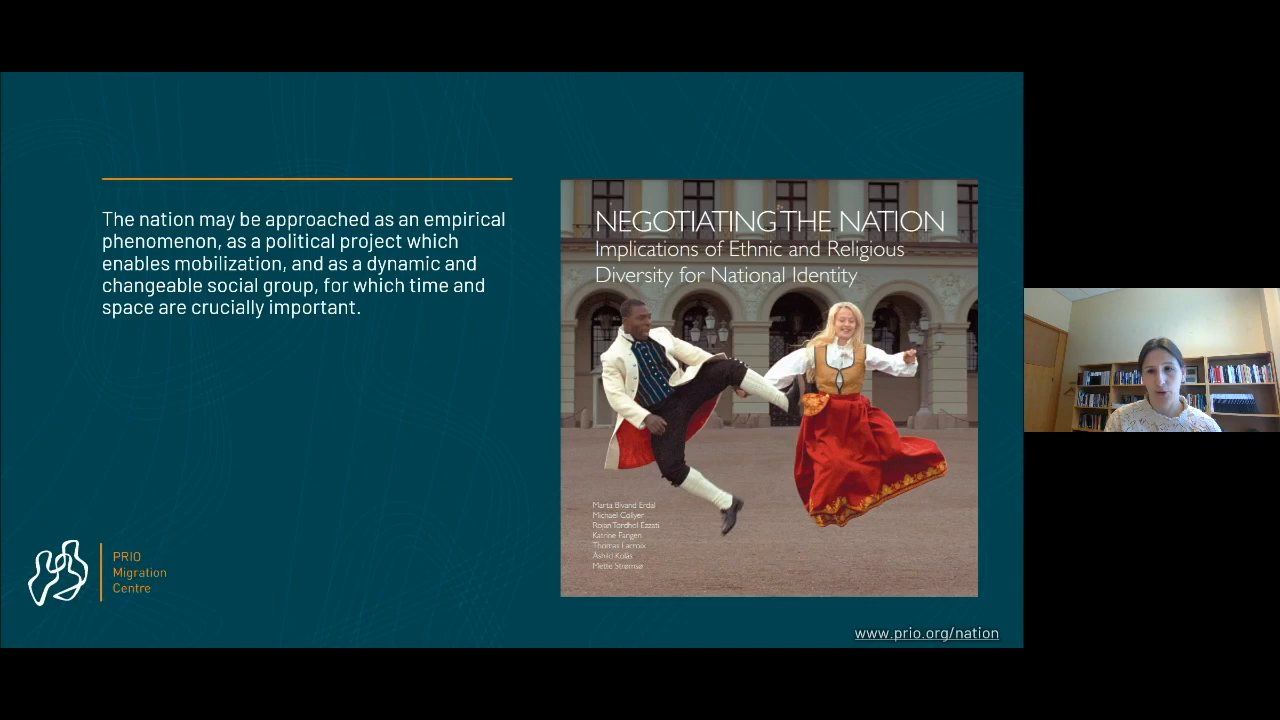 The nation may be approached as an empirical
phenomenon, as a political project which
enables mobilization, and as a dynamic and
changeable social group, for which time and
space are crucially important.
NEGOTIATING THE NATION
Implications of Ethnic and Religious
Diversity for National Identity
Marta Bivand Erdal
Michael Collyer
Rojan Tordhol Ezzati
Katrine Fangen
Thomas Lacroix
Åshild Kolås
Mette Strømsø
PRIO
Migration
Centre
www.prio.org/nation